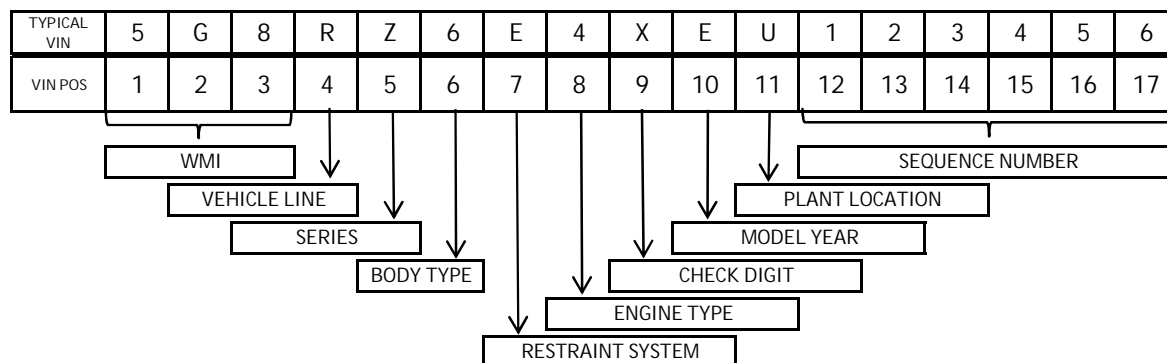 TYPICAL VIN 5 G 8 R Z 6 E 4 X E U 1 2 3 4 5 6
VIN POS 1 2 3 4 5 6 7 8 9 10 11 12 13 14 15 16 17
WMI SEQUENCE NUMBER
VEHICLE LINE PLANT LOCATION
SERIES MODEL YEAR
BODY TYPE CHECK DIGIT
ENGINE TYPE
RESTRAINT SYSTEM